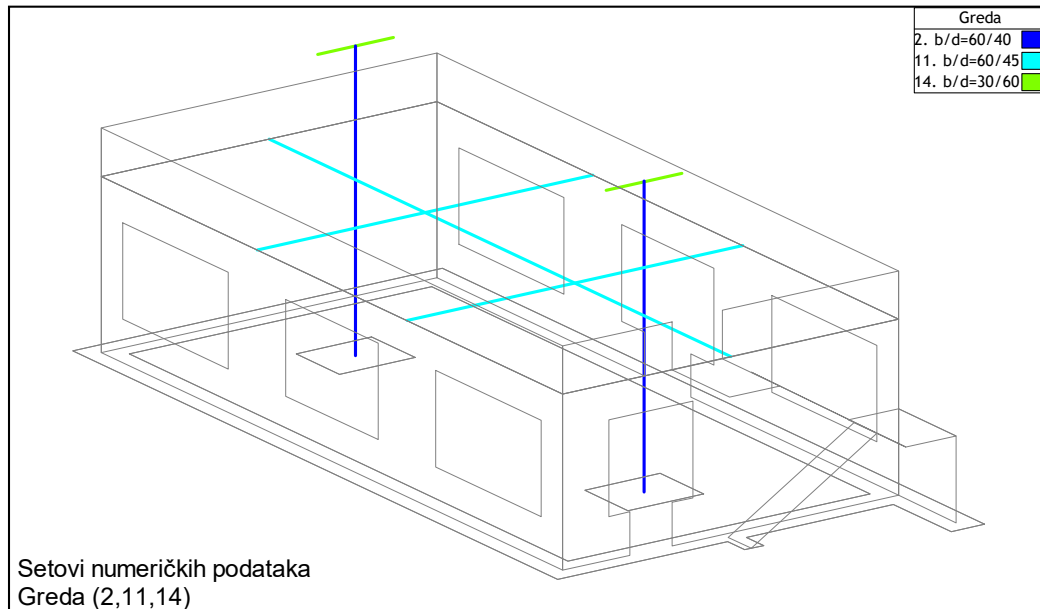 Greda
2. b/d=60/40
11. b/d=60/45
14. b/d=30/60
Setovi numeričkih podataka
Greda (2,11,14)